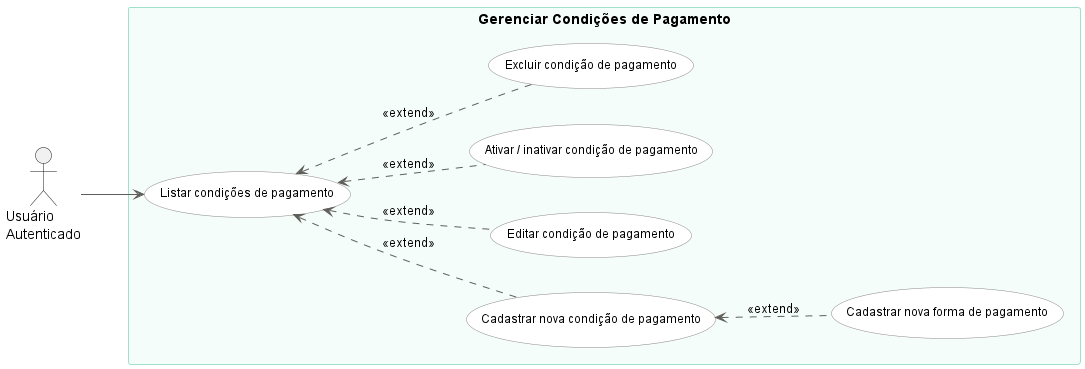 Gerenciar Condições de Pagamento
Excluir condição de pagamento
«extend»
Ativar / inativar condição de pagamento
«extend»
Listar condições de pagamento
Usuário
Autenticado
«extend»
Editar condição de pagamento
«extend»
Cadastrar nova condição de pagamento
«extend»
Cadastrar nova forma de pagamento